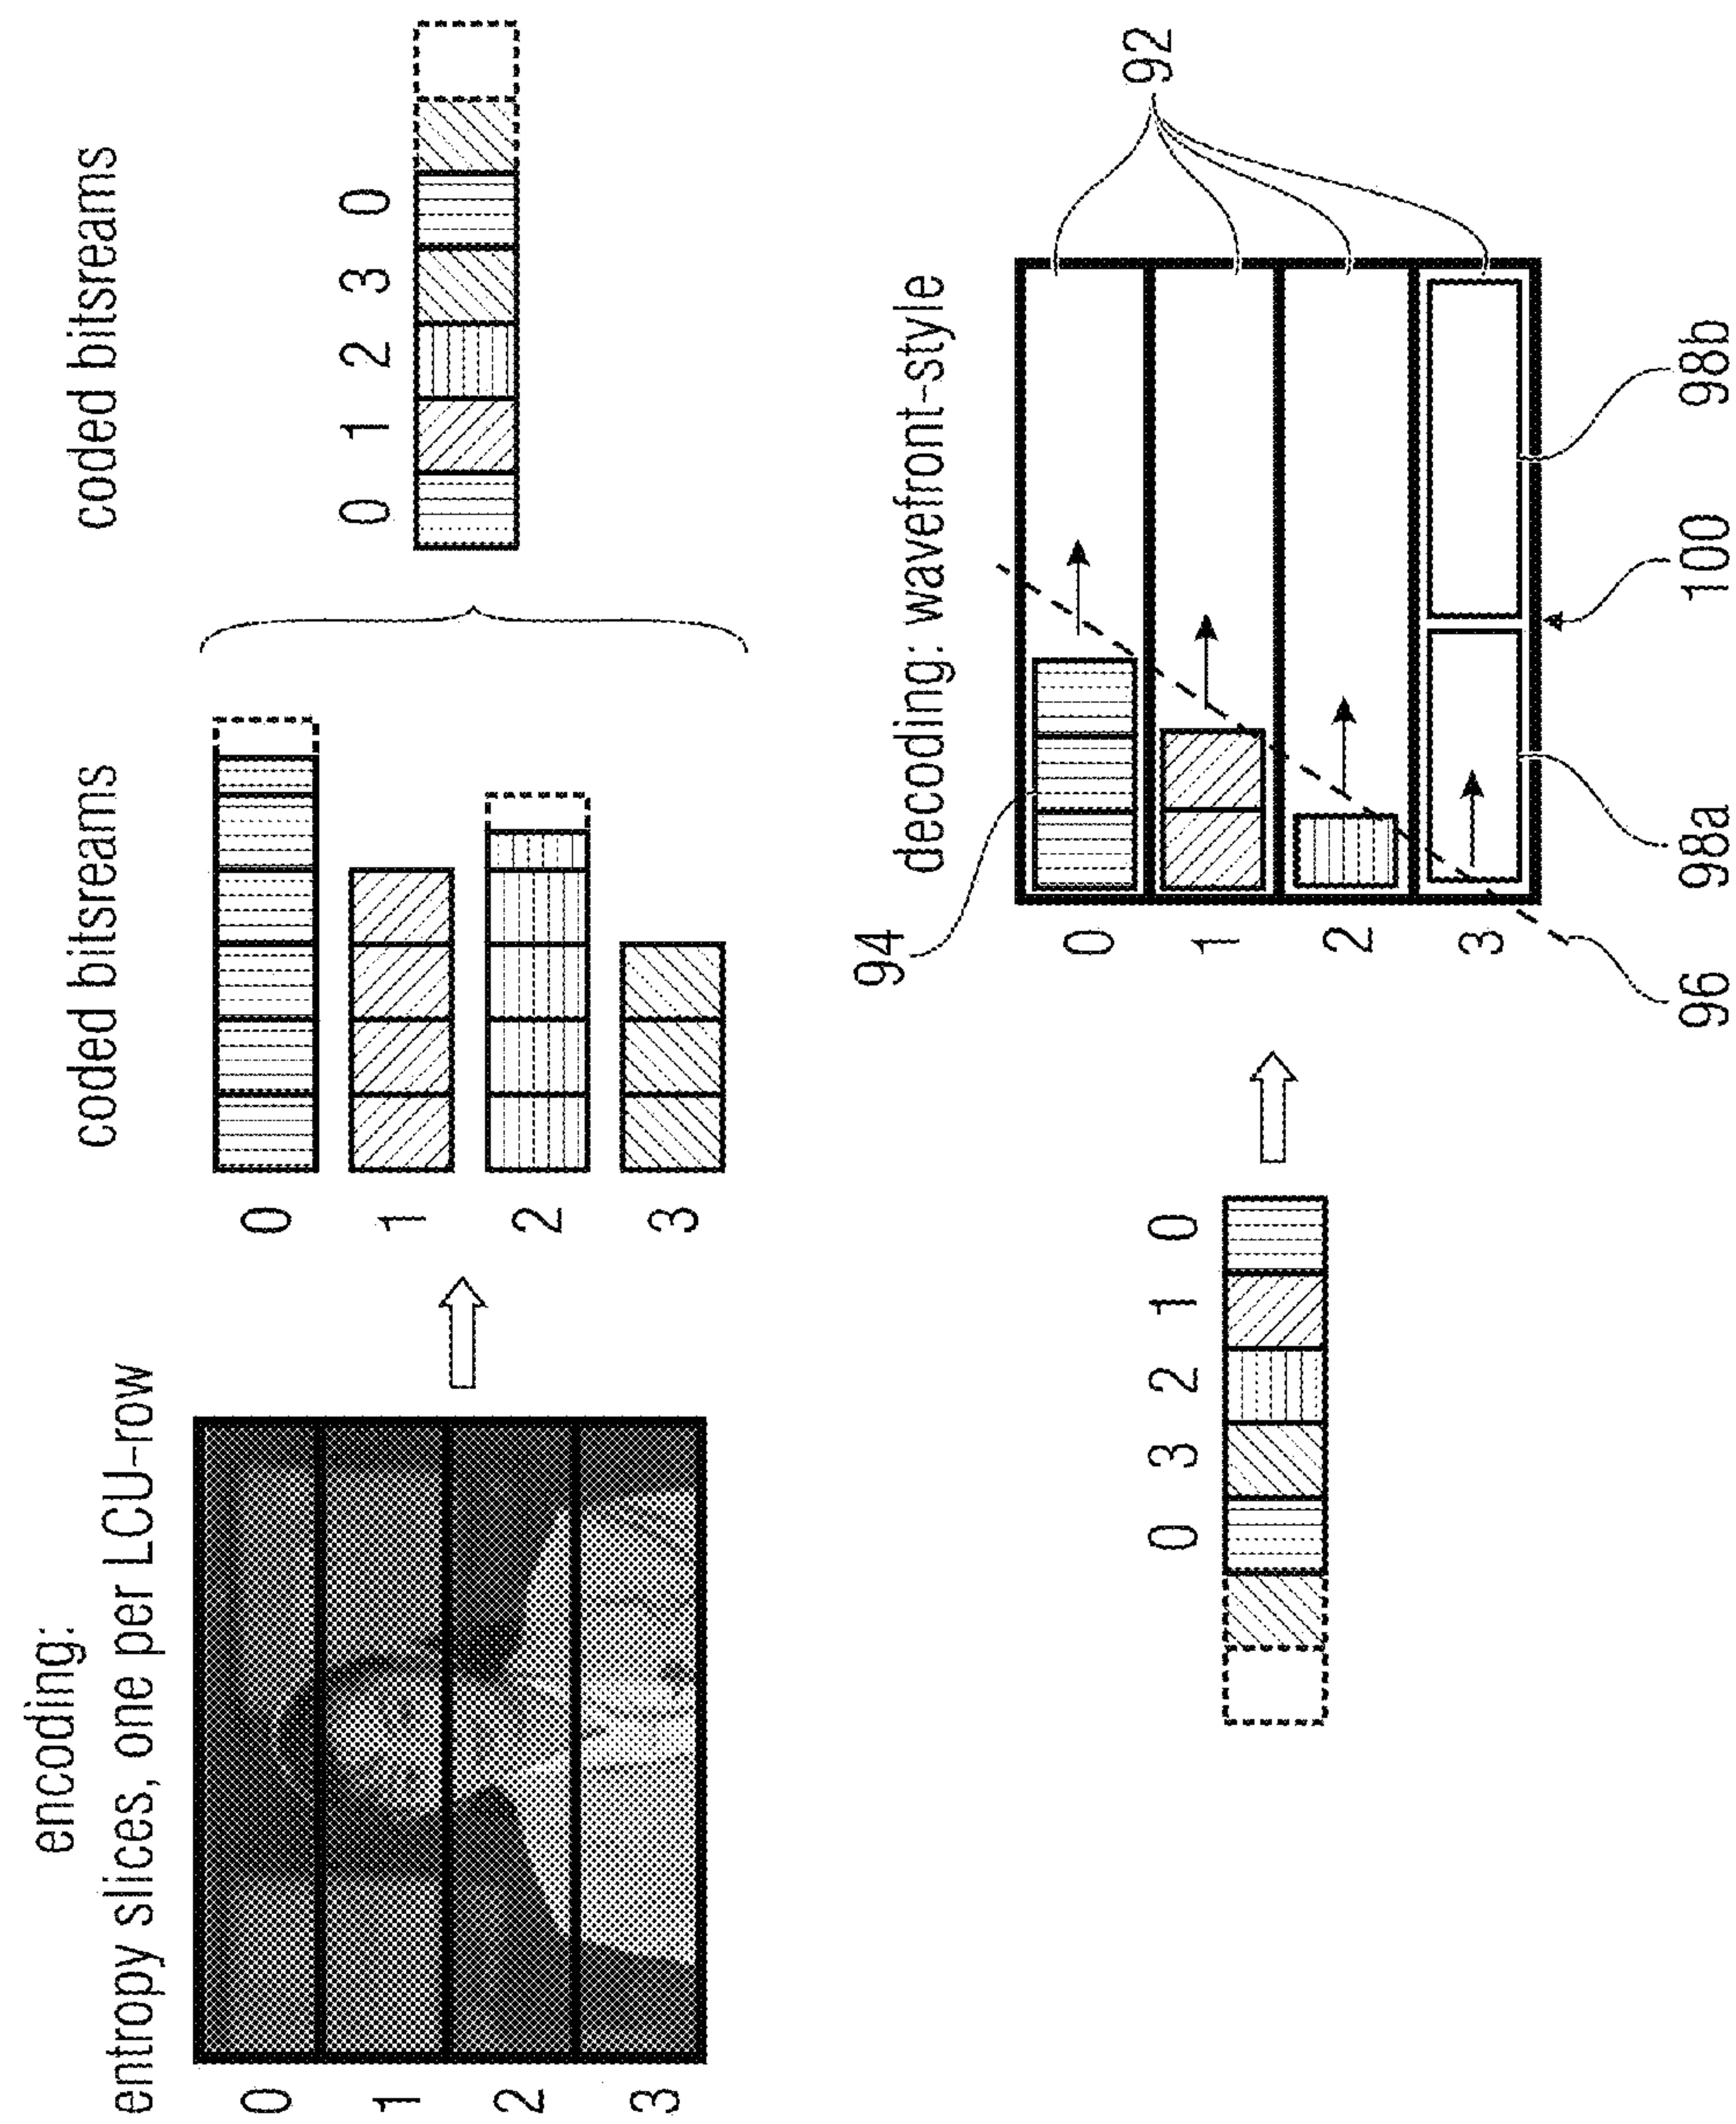 encoding:
entropy slices, one per LCU-row
0
1
2
3
coded bitsreams
0
1
2
3
coded bitsreams
0 1 2 3 0
0 3 2 1 0
decoding: wavefront-style
94
0
1
2
3
92
96
98a
100
98b